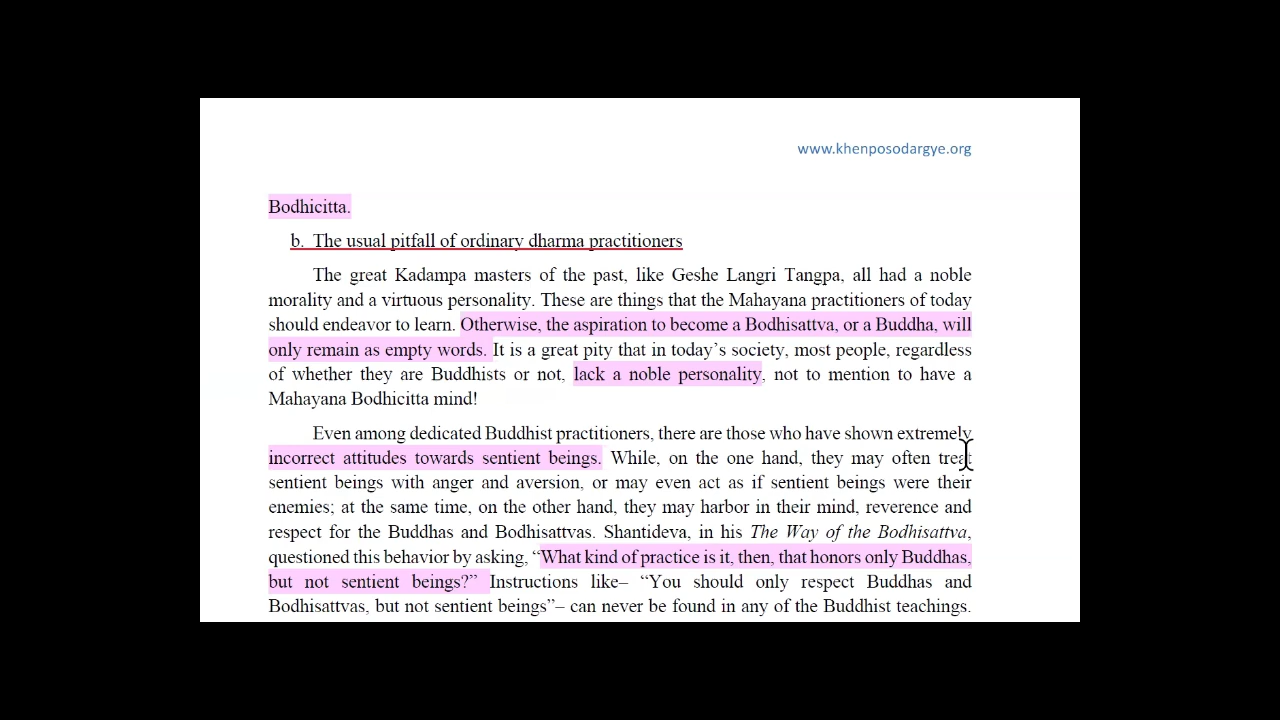 www.khenposodargye.org
Bodhicitta.
b. The usual pitfall of ordinary dharma practitioners
The great Kadampa masters of the past, like Geshe Langri Tangpa, all had a noble
morality and a virtuous personality. These are things that the Mahayana practitioners of today
should endeavor to learn. Otherwise, the aspiration to become a Bodhisattva, or a Buddha, will
only remain as empty words. It is a great pity that in today’s society, most people, regardless
of whether they are Buddhists or not, lack a noble personality, not to mention to have a
Mahayana Bodhicitta mind!
Even among dedicated Buddhist practitioners, there are those who have shown extremely
incorrect attitudes towards sentient beings. While, on the one hand, they may often treat
sentient beings with anger and aversion, or may even act as if sentient beings were their
enemies; at the same time, on the other hand, they may harbor in their mind, reverence and
respect for the Buddhas and Bodhisattvas. Shantideva, in his The Way of the Bodhisattva,
questioned this behavior by asking, “What kind of practice is it, then, that honors only Buddhas,
but not sentient beings?” Instructions like– “You should only respect Buddhas and
Bodhisattvas, but not sentient beings”– can never be found in any of the Buddhist teachings.